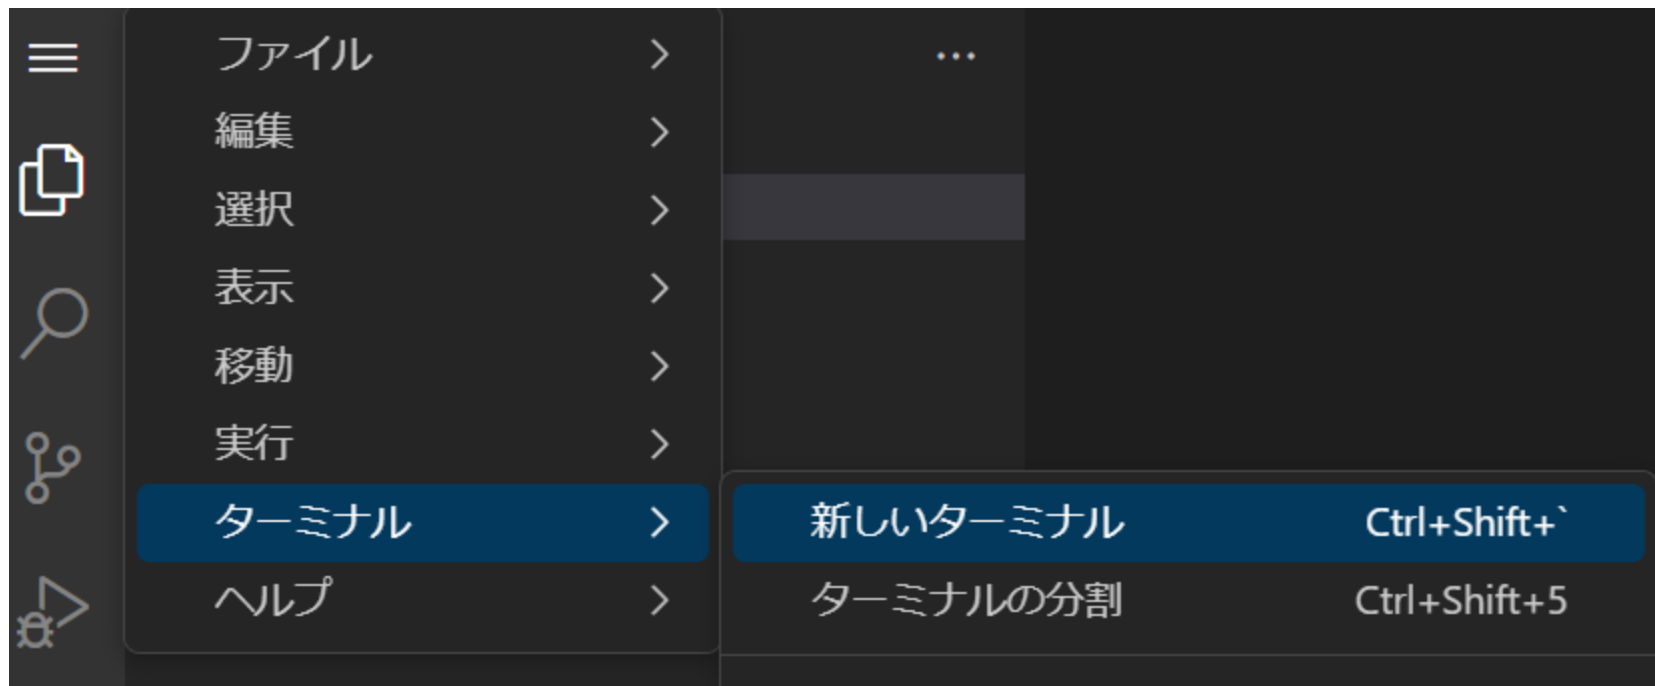 ファイル
編集
選択
表示
移動
実行
ターミナル
ヘルプ
新しいターミナル Ctrl+Shift+`
ターミナルの分割 Ctrl+Shift+5